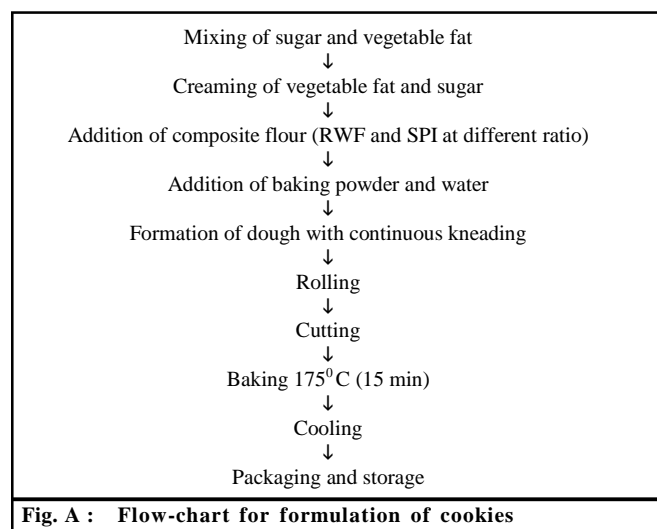 Mixing of sugar and vegetable fat
↓
Creaming of vegetable fat and sugar
↓
Addition of composite flour (RWF and SPI at different ratio)
↓
Addition of baking powder and water
↓
Formation of dough with continuous kneading
↓
Rolling
↓
Cutting
↓
Baking 175⁰C (15 min)
↓
Cooling
↓
Packaging and storage
Fig. A : Flow-chart for formulation of cookies